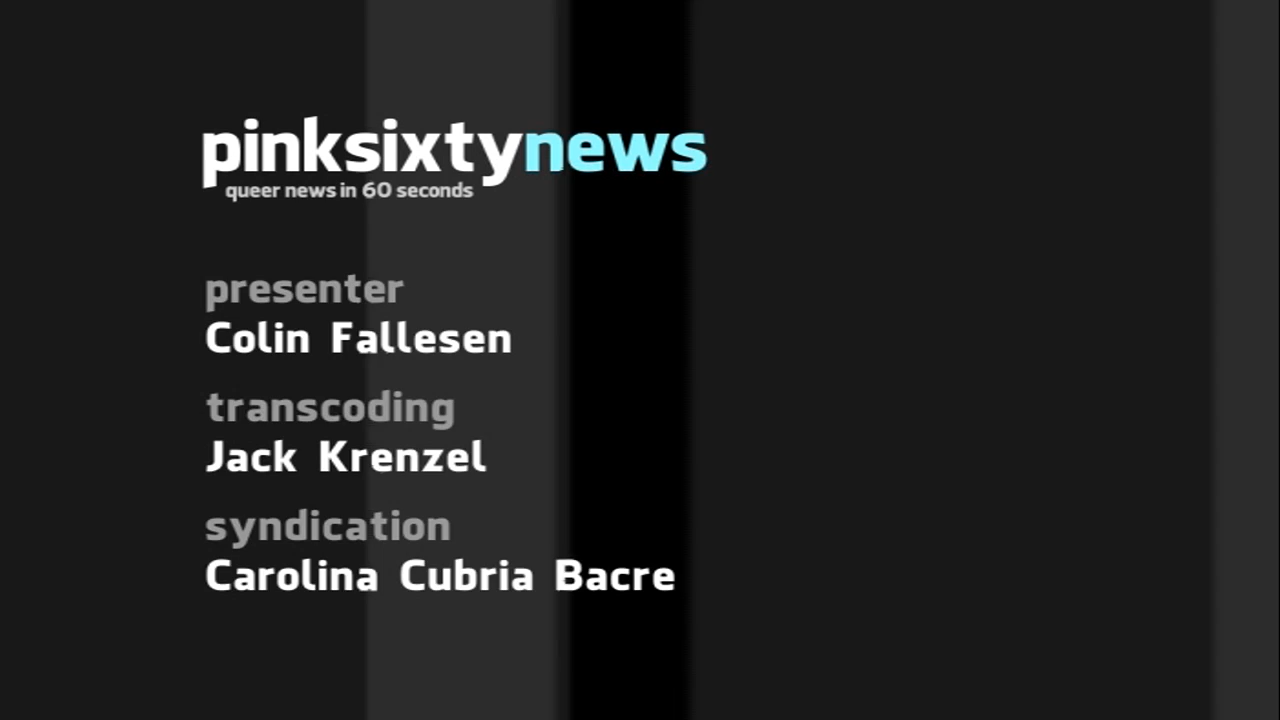 pinksixtynews
queer news in 60 seconds
presenter
Colin Fallesen
transcoding
Jack Krenzel
syndication
Carolina Cubria Bacre